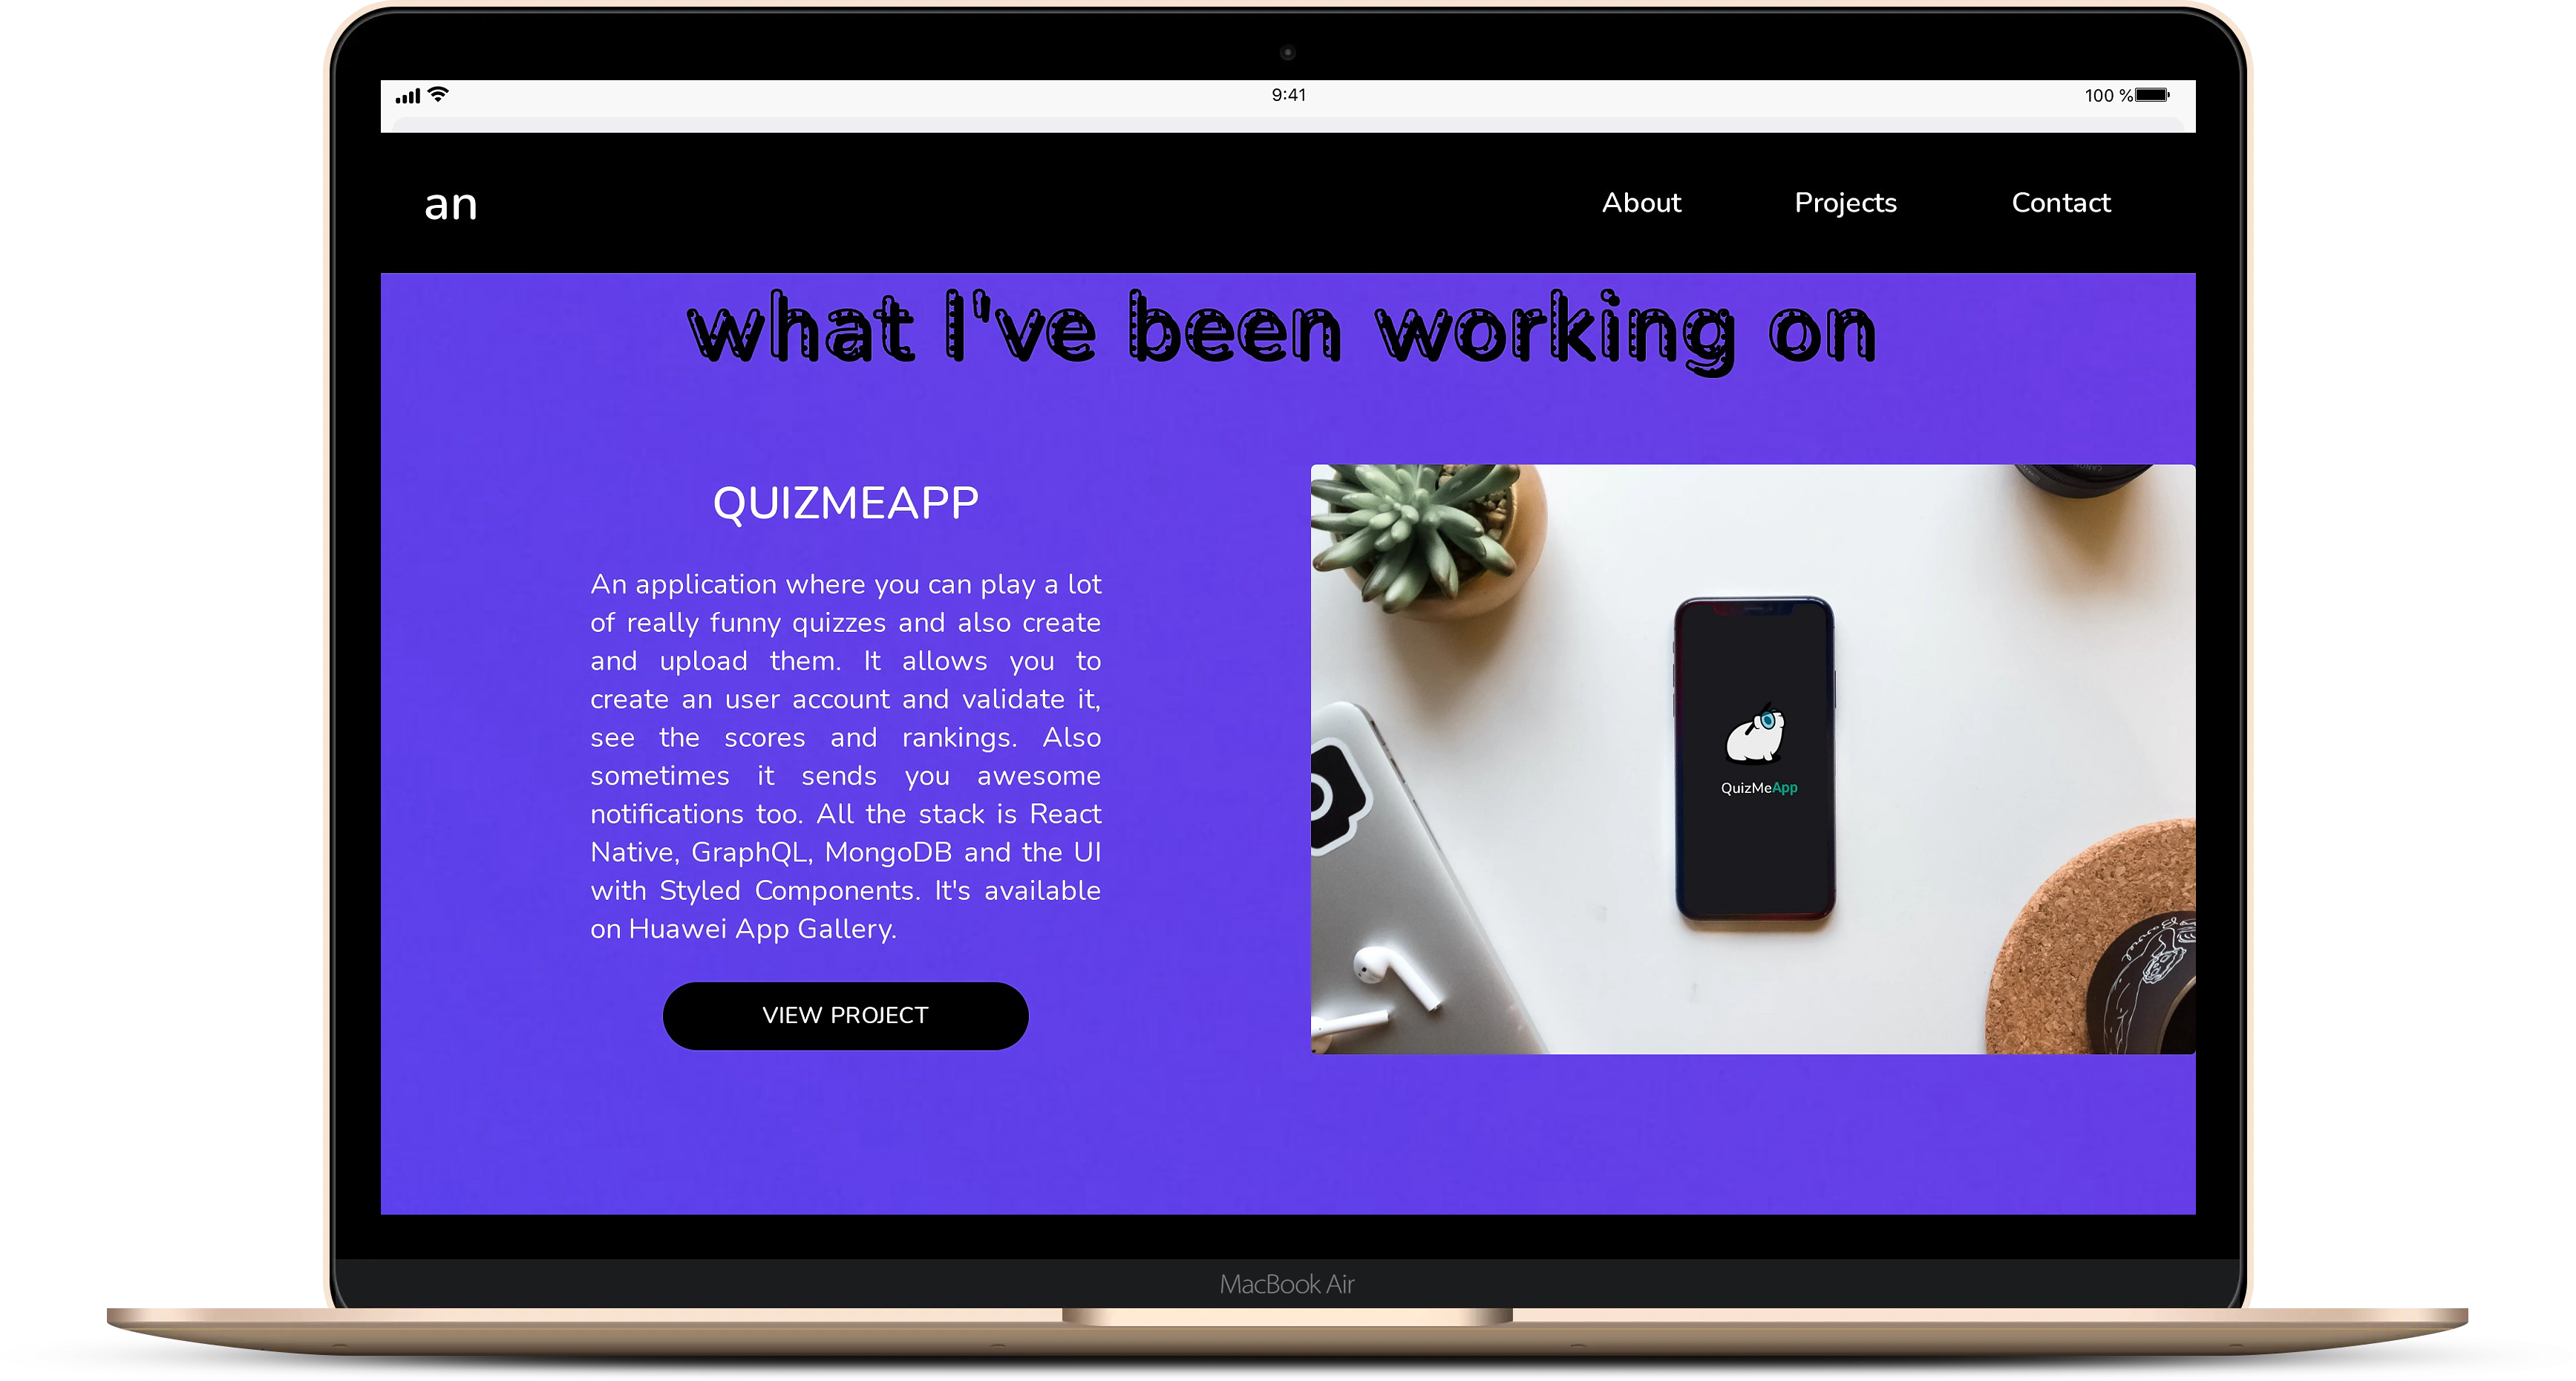 9:41
100 %
an
About Projects Contact
what I've been working on
QUIZMEAPP
An application where you can play a lot
of really funny quizzes and also create
and upload them. It allows you to
create an user account and validate it,
see the scores and rankings. Also
sometimes it sends you awesome
notifications too. All the stack is React
Native, GraphQL, MongoDB and the UI
with Styled Components. It's available
on Huawei App Gallery.
VIEW PROJECT
QuizMeApp
MacBook Air